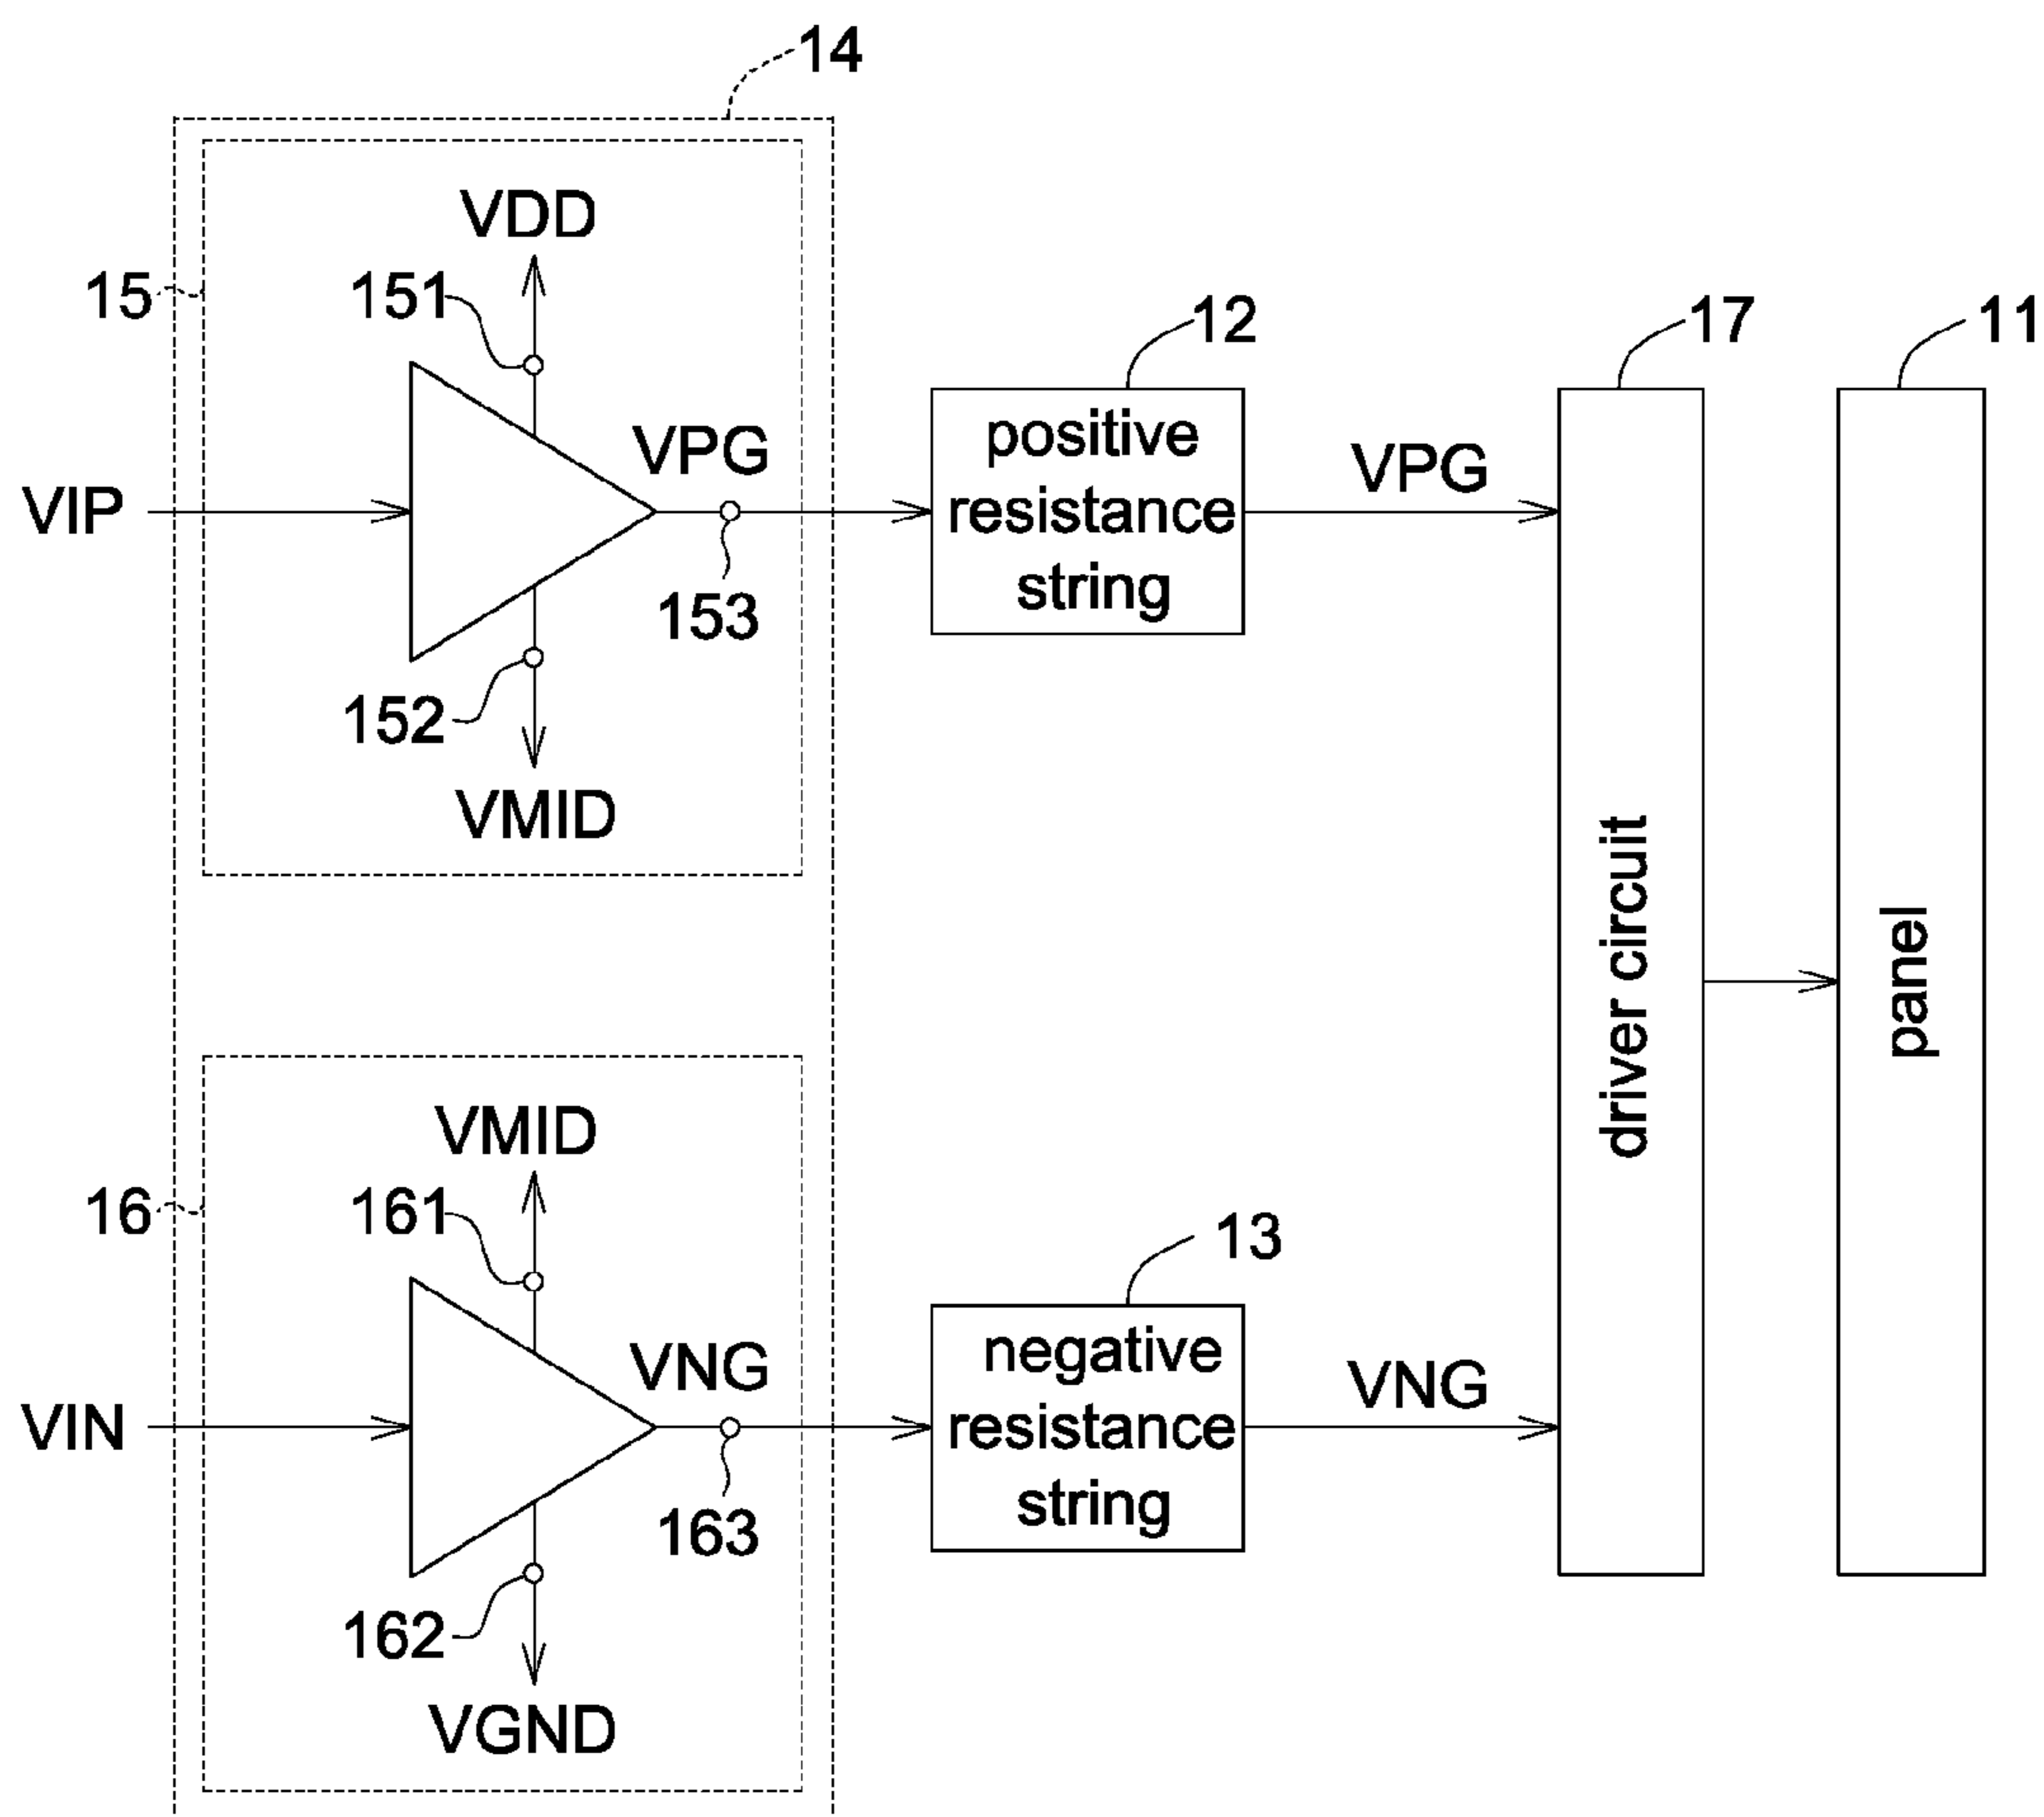 14
VDD
15
151
12
17
11
VPG
positive
resistance
string
VPG
VIP
153
152
VMID
driver circuit
panel
VMID
16
161
13
VNG
negative
resistance
string
VNG
VIN
163
162
VGND